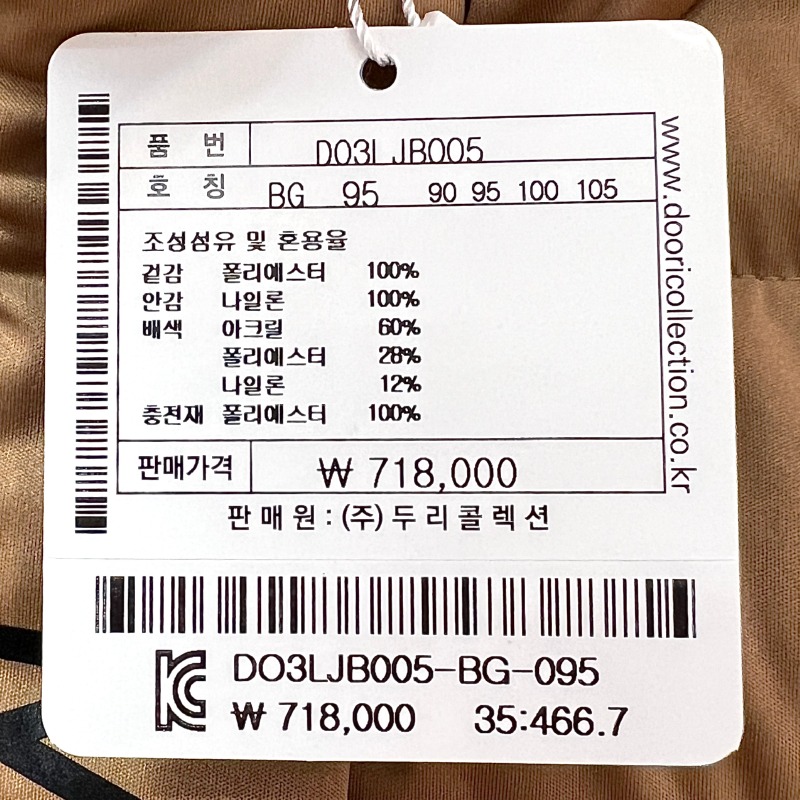 품 번 DO3LJB005
호 칭 BG 95 90 95 100 105
조성섬유 및 혼용율
겉감 폴리에스터 100%
안감 나일론 100%
배색 아크릴 60%
폴리에스터 28%
나일론 12%
충전재 폴리에스터 100%
판매가격 ₩ 718,000
판 매 원 : (주) 두 리 콜 렉 션
www.dooricollection.co.kr
KC DO3LJB005-BG-095
₩ 718,000 35:466.7